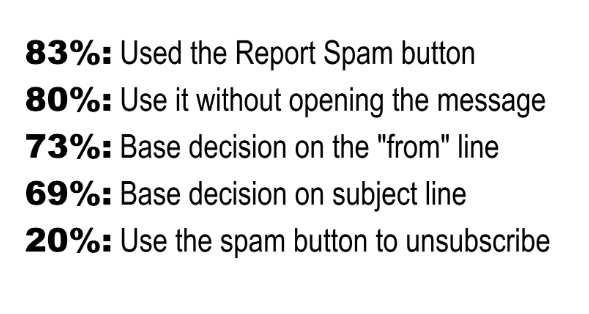 83%: Used the Report Spam button
80%: Use it without opening the message
73%: Base decision on the "from" line
69%: Base decision on subject line
20%: Use the spam button to unsubscribe